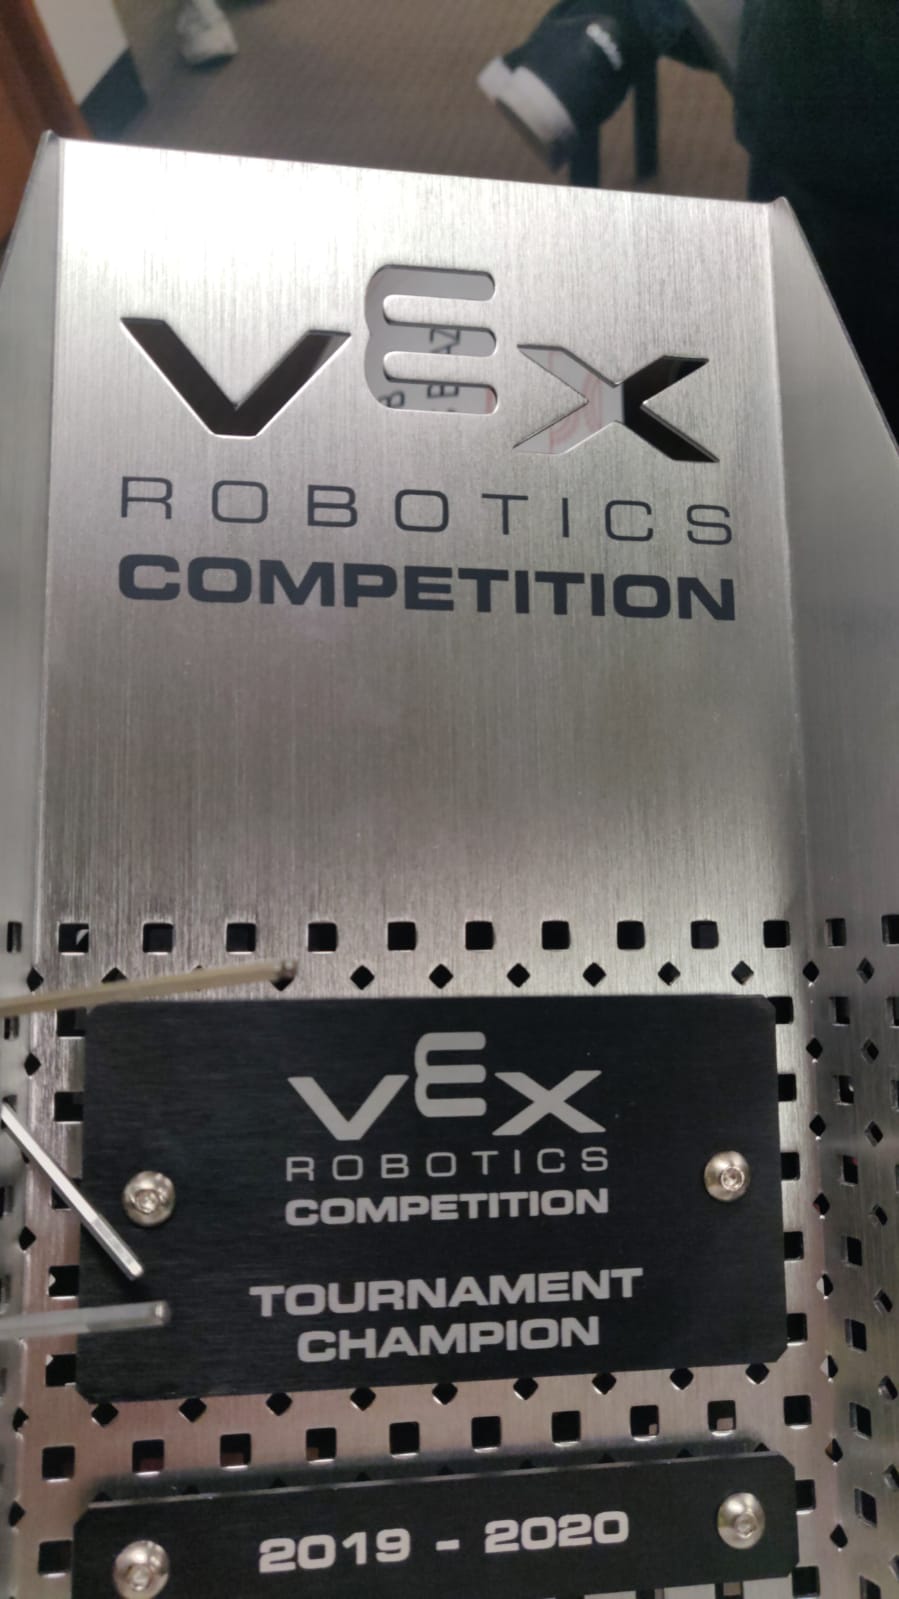 VEX
ROBOTICS
COMPETITION
VEX
ROBOTICS
COMPETITION
TOURNAMENT
CHAMPION
2019 - 2020